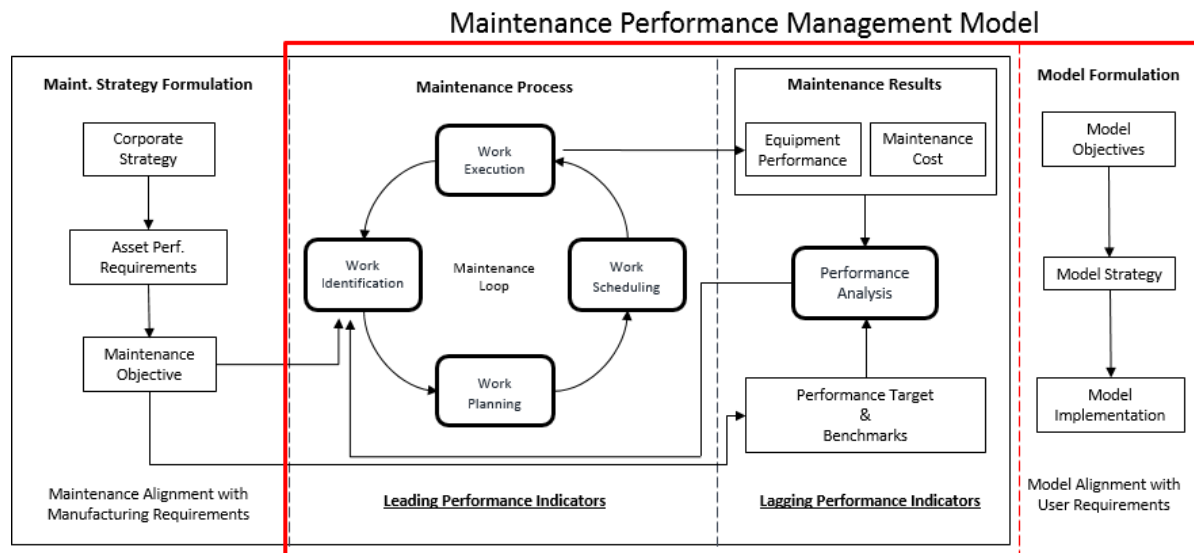 Maintenance Performance Management Model
Maint. Strategy Formulation
Corporate
Strategy
Asset Perf.
Requirements
Maintenance
Objective
Maintenance Alignment with
Manufacturing Requirements
Maintenance Process
Work
Execution
Work
Identification
Maintenance
Loop
Work
Scheduling
Work
Planning
Leading Performance Indicators
Maintenance Results
Equipment
Performance
Maintenance
Cost
Performance
Analysis
Performance Target
&
Benchmarks
Lagging Performance Indicators
Model Formulation
Model
Objectives
Model Strategy
Model
Implementation
Model Alignment with
User Requirements